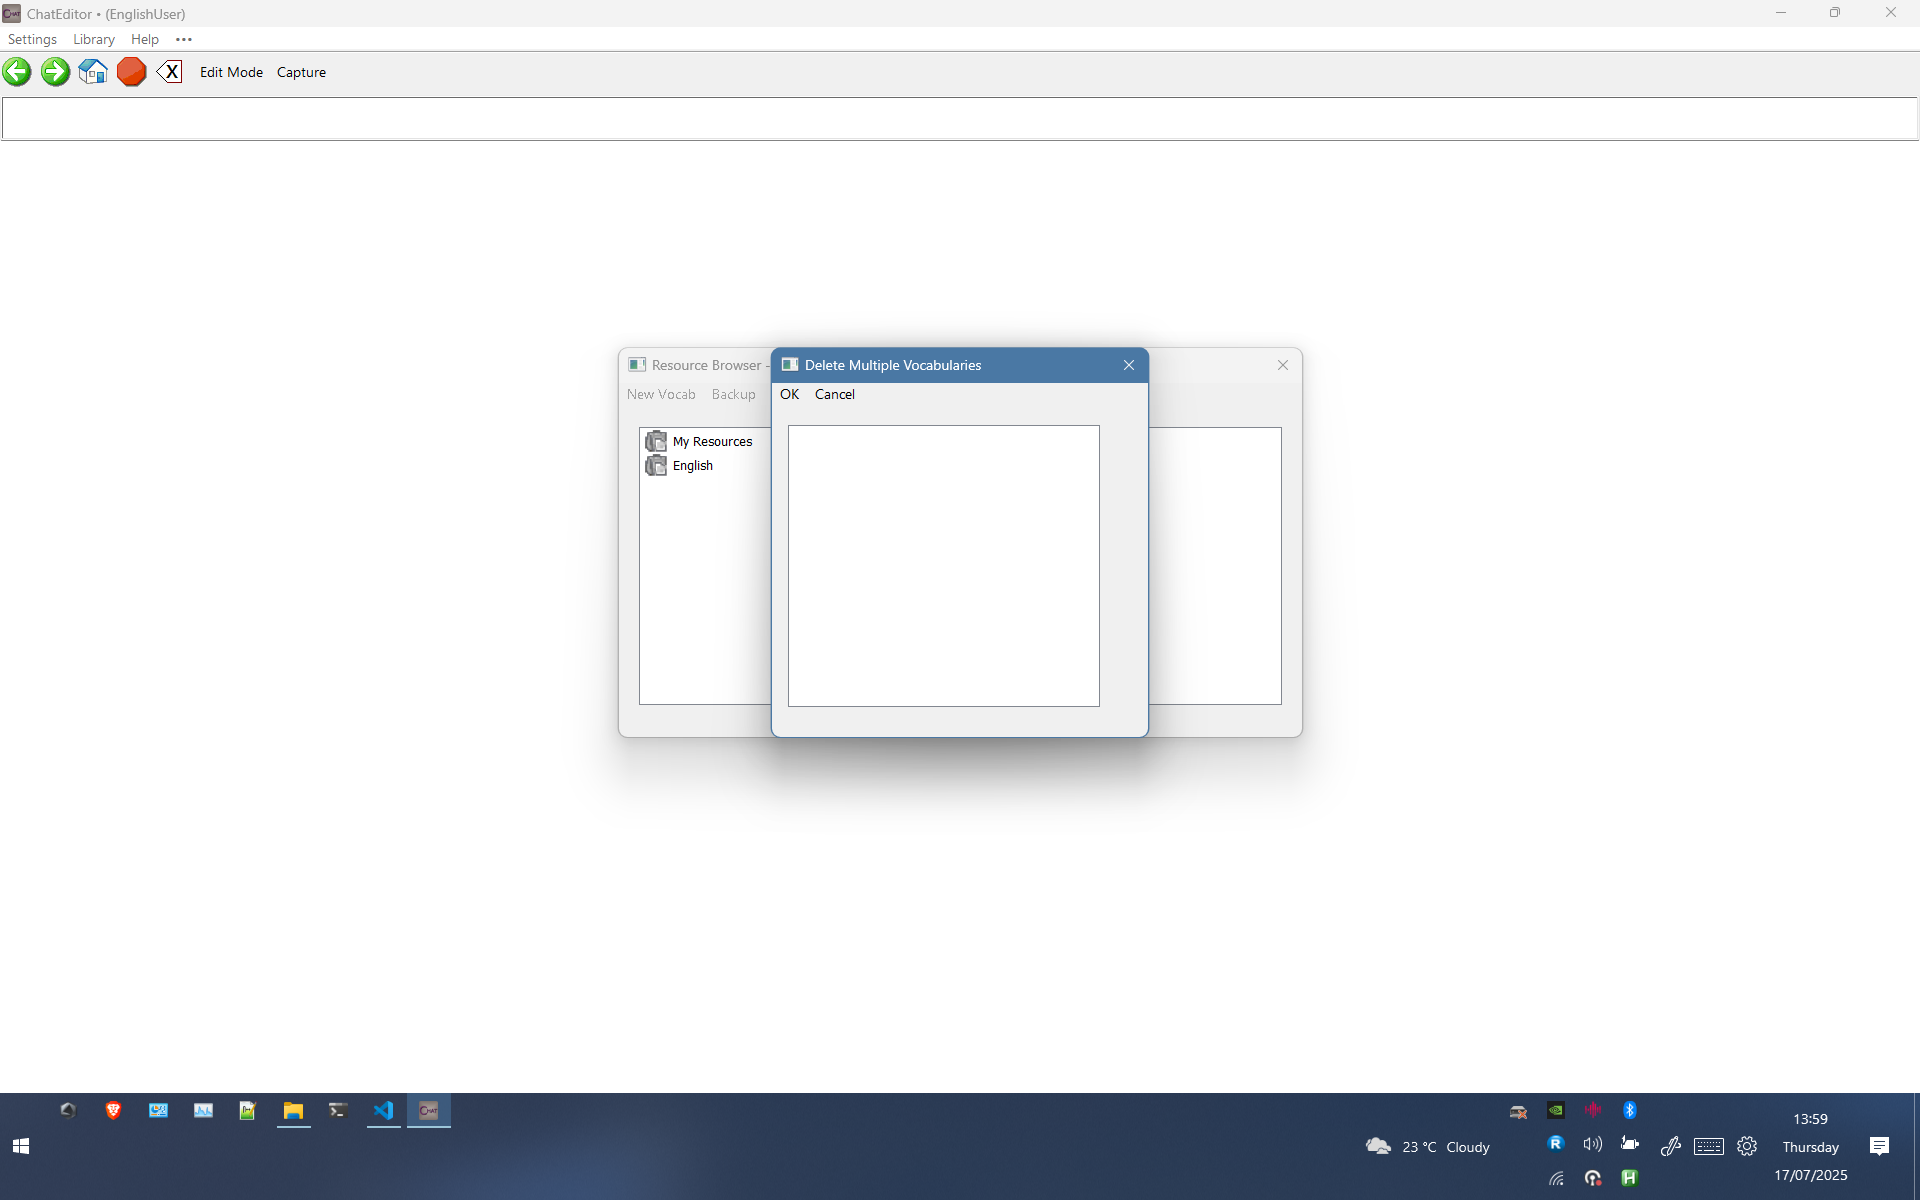 ChatEditor • (EnglishUser)
Settings Library Help •••
X Edit Mode Capture
Resource Browser -
Delete Multiple Vocabularies
New Vocab Backup
OK Cancel
My Resources
English
CHAT
23 °C Cloudy
R
H
13:59
Thursday
17/07/2025